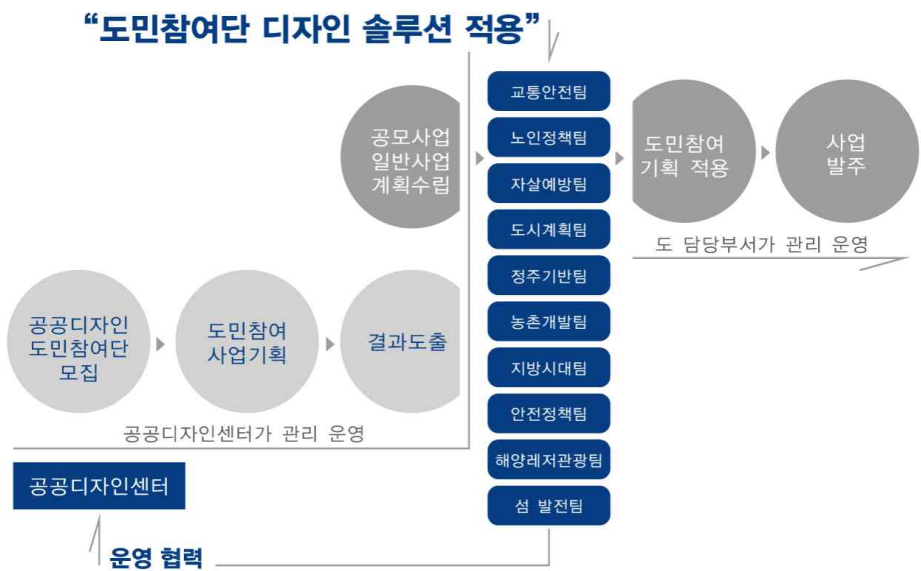 “도민참여단 디자인 솔루션 적용”
공모사업
일반사업
계획수립
교통안전팀
노인정책팀
자살예방팀
도시계획팀
정주기반팀
농촌개발팀
지방시대팀
안전정책팀
해양레저관광팀
섬 발전팀
도민참여
기획 적용
사업
발주
도 담당부서가 관리 운영
공공디자인
도민참여단
모집
도민참여
사업기획
결과도출
공공디자인센터가 관리 운영
공공디자인센터
운영 협력